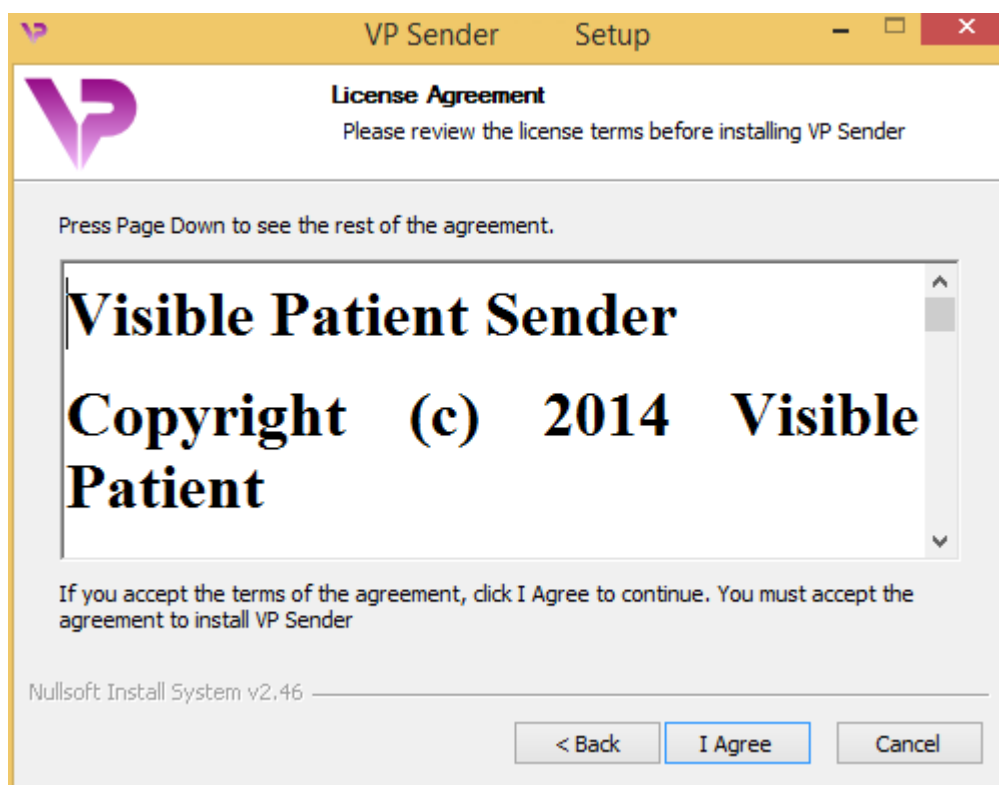 VP Sender Setup
VP
License Agreement
Please review the license terms before installing VP Sender
Press Page Down to see the rest of the agreement.
Visible Patient Sender
Copyright (c) 2014 Visible
Patient
If you accept the terms of the agreement, click I Agree to continue. You must accept the
agreement to install VP Sender
Nullsoft Install System v2.46
< Back I Agree Cancel